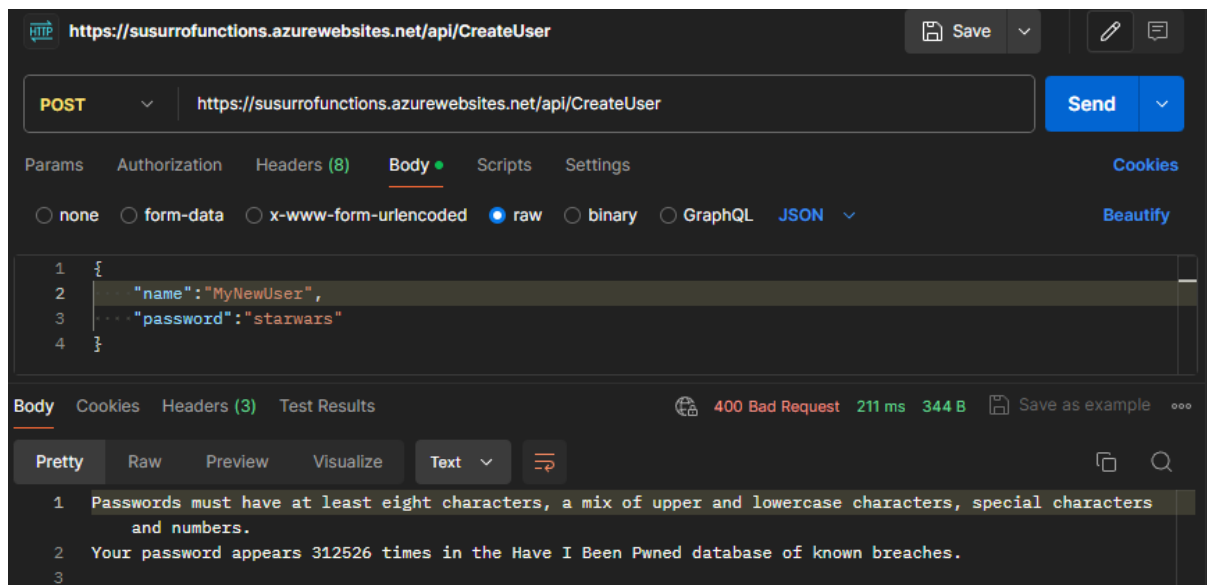 HTTP https://susurrofunctions.azurewebsites.net/api/CreateUser Save
POST https://susurrofunctions.azurewebsites.net/api/CreateUser Send
Params Authorization Headers (8) Body Scripts Settings Cookies
none form-data x-www-form-urlencoded raw binary GraphQL JSON Beautify
1 {
2 "name":"MyNewUser",
3 "password":"starwars"
4 }
Body Cookies Headers (3) Test Results 400 Bad Request 211 ms 344 B Save as example
Pretty Raw Preview Visualize Text
1 Passwords must have at least eight characters, a mix of upper and lowercase characters, special characters
and numbers.
2 Your password appears 312526 times in the Have I Been Pwned database of known breaches.
3